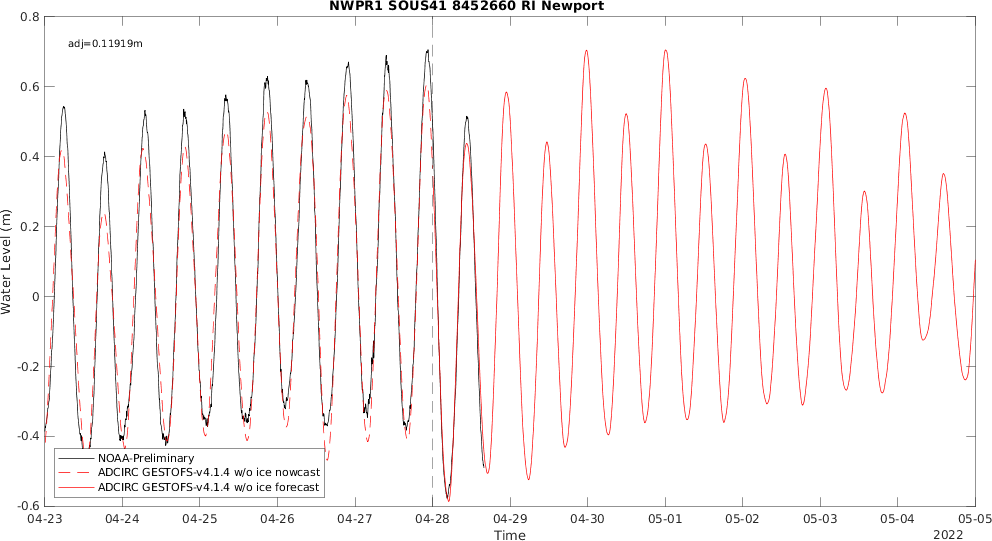 NWPR1 SOUS41 8452660 RI Newport
adj=0.11919m
0.8
0.6
0.4
0.2
0
-0.2
-0.4
-0.6
Water Level (m)
NOAA-Preliminary
ADCIRC GESTOFS-v4.1.4 w/o ice nowcast
ADCIRC GESTOFS-v4.1.4 w/o ice forecast
04-23 04-24 04-25 04-26 04-27 04-28 04-29 04-30 05-01 05-02 05-03 05-04 05-05
Time
2022